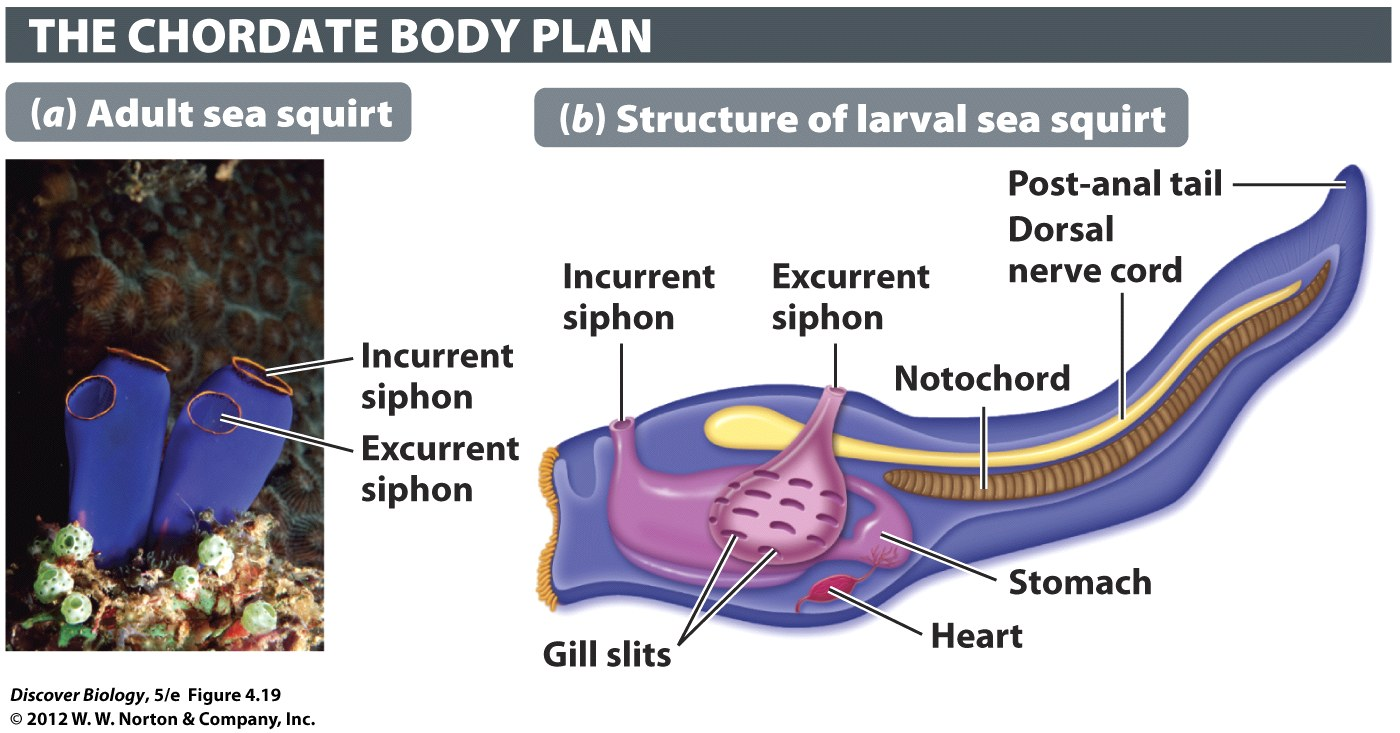 THE CHORDATE BODY PLAN
(a) Adult sea squirt
Incurrent
siphon
Excurrent
siphon
(b) Structure of larval sea squirt
Post-anal tail
Dorsal
nerve cord
Incurrent
siphon
Excurrent
siphon
Notochord
Stomach
Heart
Gill slits
Discover Biology, 5/e Figure 4.19
© 2012 W. W. Norton & Company, Inc.